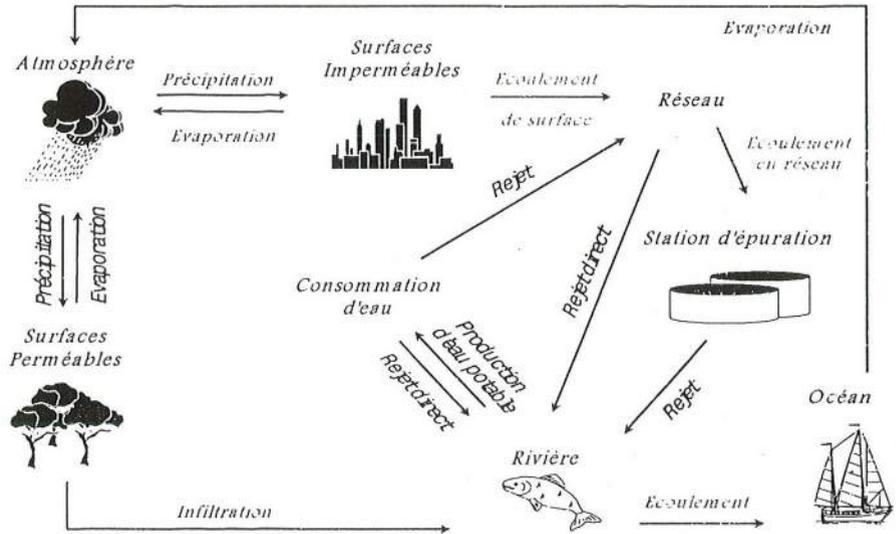 Evaporation
Atmosphère
Surfaces
Imperméables
Précipitation
Evaporation
Ecoulement
de surface
Réseau
Ecoulement
en réseau
Rejet
Précipitation
Evaporation
Rejet direct
Station d'épuration
Consommation
d'eau
Production
d'eau potable
Rejet direct
Surfaces
Perméables
Rejet
Océan
Rivière
Infiltration
Ecoulement